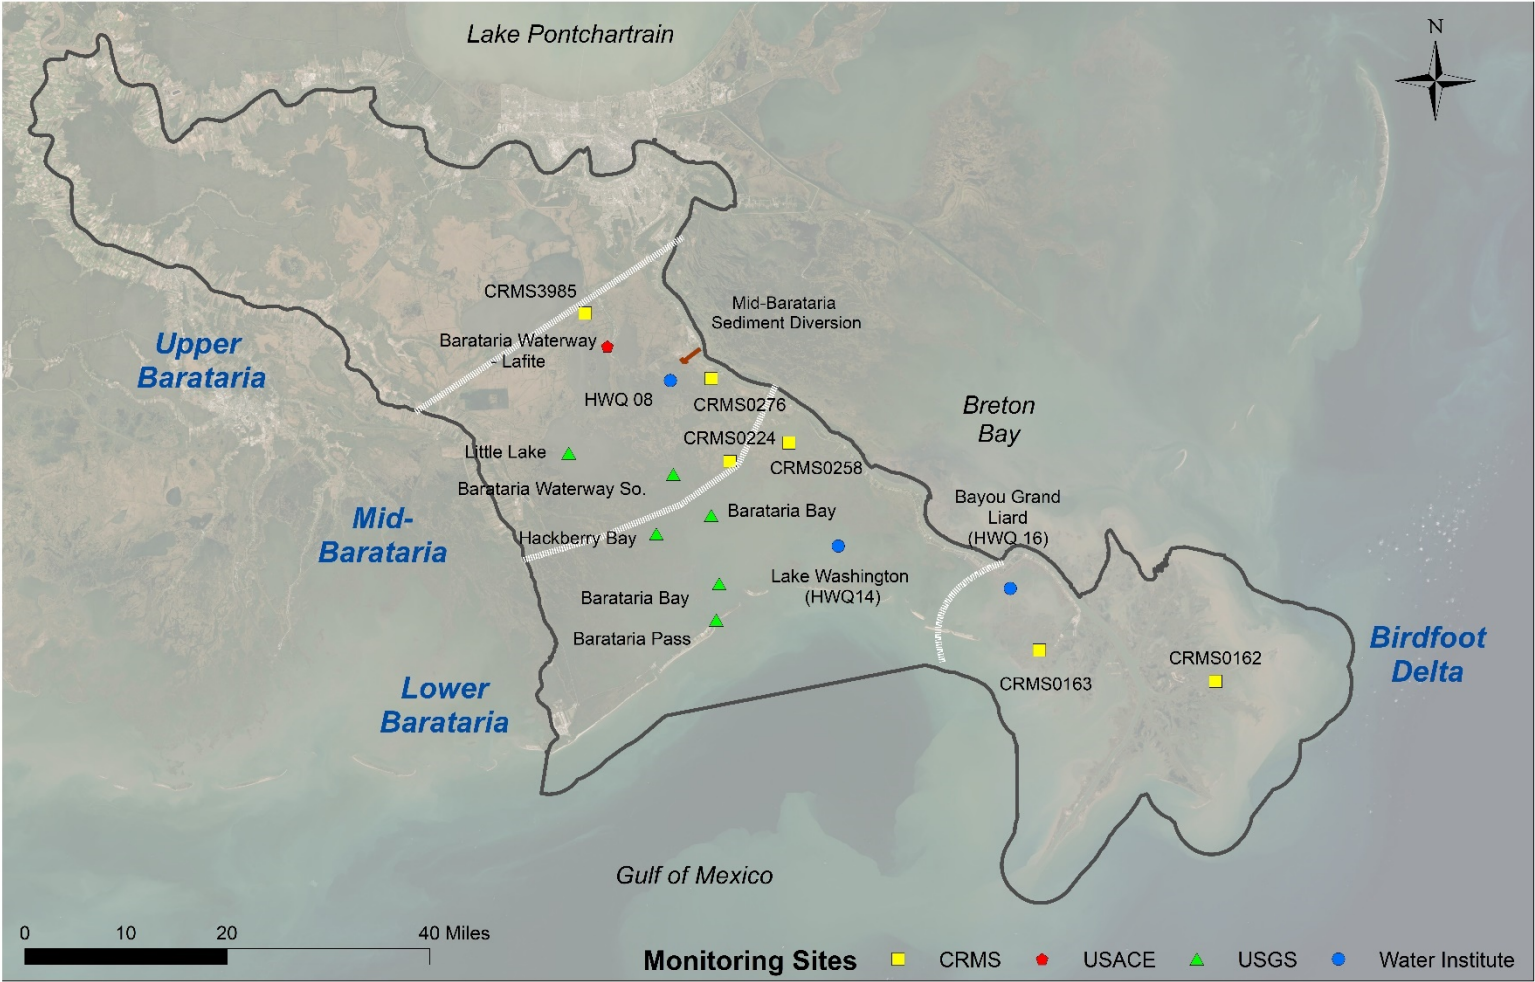 Lake Pontchartrain
N
CRMS3985
Mid-Barataria
Sediment Diversion
Upper
Barataria
Barataria Waterway
- Lafite
HWQ 08
CRMS0276
Breton
Bay
CRMS0224
Little Lake
CRMS0258
Barataria Waterway So.
Bayou Grand
Liard
(HWQ 16)
Barataria Bay
Mid-
Barataria
Hackberry Bay
Lake Washington
(HWQ14)
Barataria Bay
Barataria Pass
Birdfoot
Delta
CRMS0162
CRMS0163
Lower
Barataria
Gulf of Mexico
0 10 20 40 Miles
Monitoring Sites CRMS USACE USGS Water Institute